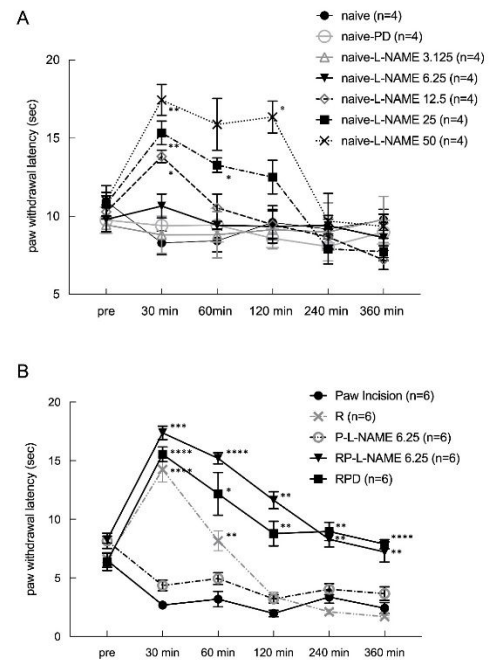 A
naive (n=4)
naive-PD (n=4)
naive-L-NAME 3.125 (n=4)
naive-L-NAME 6.25 (n=4)
naive-L-NAME 12.5 (n=4)
naive-L-NAME 25 (n=4)
naive-L-NAME 50 (n=4)
paw withdrawal latency (sec)
20
15
10
5
**
*
**
*
*
pre 30 min 60min 120 min 240 min 360 min
B
Paw Incision (n=6)
R (n=6)
P-L-NAME 6.25 (n=6)
RP-L-NAME 6.25 (n=6)
RPD (n=6)
paw withdrawal latency (sec)
20
15
10
5
0
***
****
****
****
*
**
**
**
**
**
****
**
pre 30 min 60 min 120 min 240 min 360 min